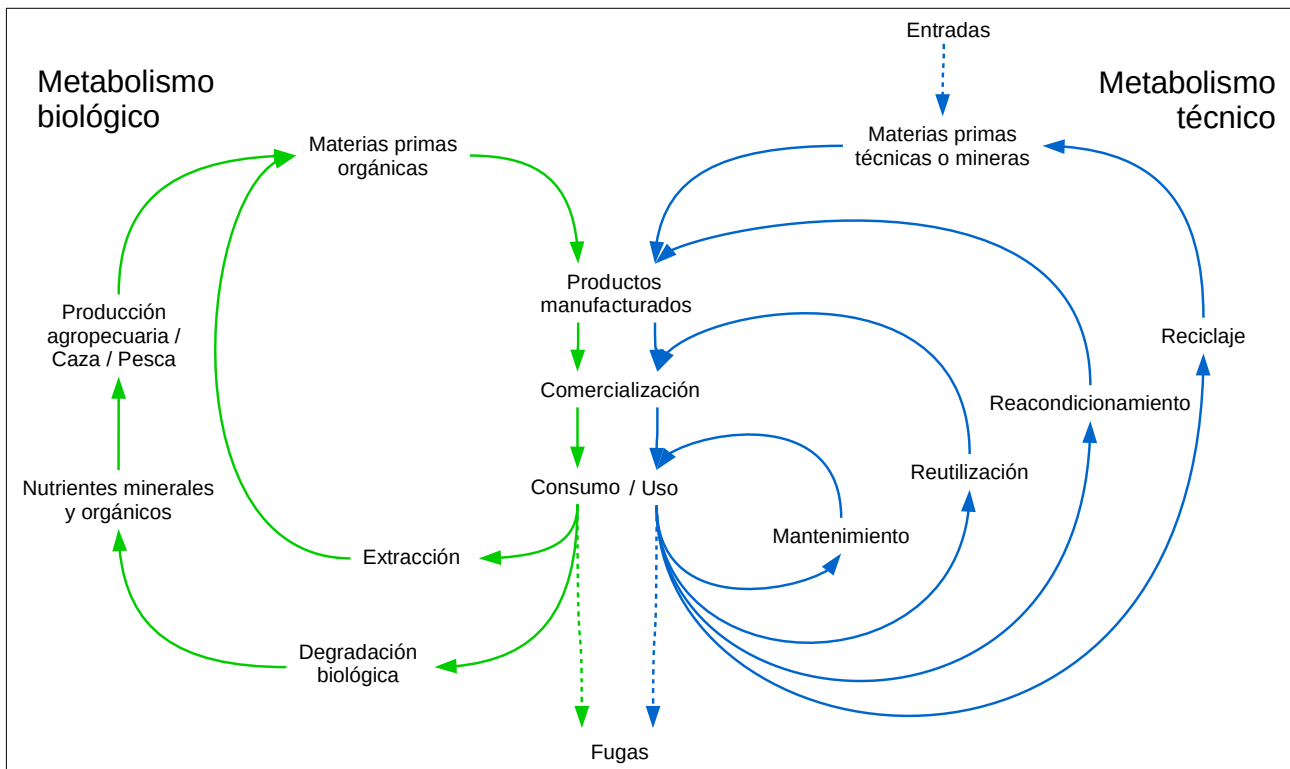 Entradas
Metabolismo
biológico
Metabolismo
técnico
Materias primas
orgánicas
Materias primas
técnicas o mineras
Productos
manufacturados
Producción
agropecuaria /
Caza / Pesca
Reciclaje
Comercialización
Reacondicionamiento
Reutilización
Nutrientes minerales
y orgánicos
Consumo / Uso
Mantenimiento
Extracción
Degradación
biológica
Fugas